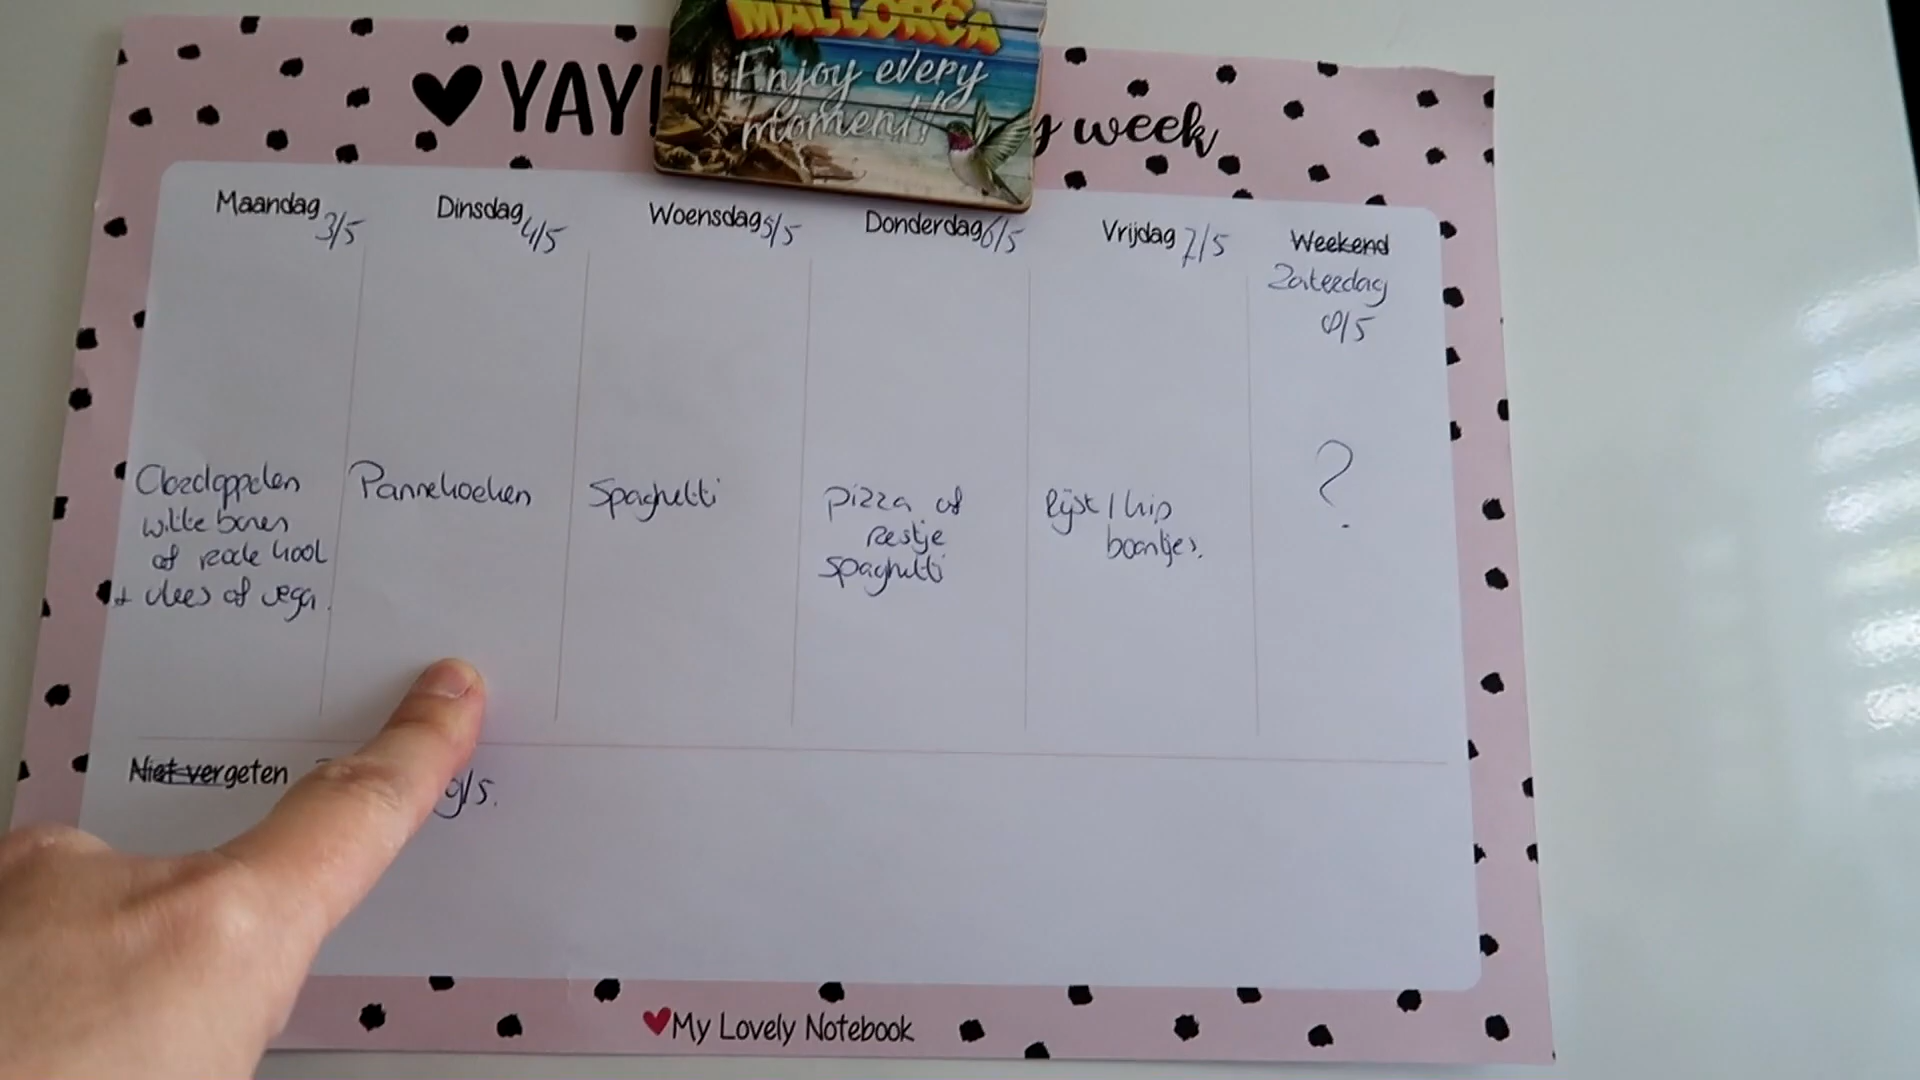 MALLORCA
Enjoy every
moment!
YAY!
week
Maandag 3/5
Dinsdag 4/5
Woensdag 5/5
Donderdag 6/5
Vrijdag 7/5
Weekend
Zaterdag
8/5
Aardappelen
witte bonen
of rode kool
+ vlees of vega.
Pannekoeken
Spaghetti
pizza of
restje
spaghetti
Rijst / kip
boontjes.
?
Niet vergeten
9/5.
My Lovely Notebook